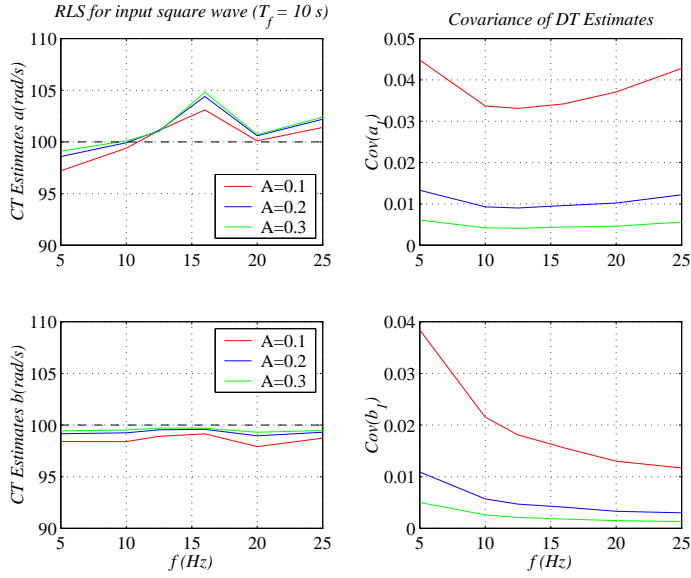 RLS for input square wave (T_f = 10 s)
CT Estimates a(rad/s)
110
105
100
95
90
5
10
15
20
25
A=0.1
A=0.2
A=0.3
Covariance of DT Estimates
Cov(a_1)
0.05
0.04
0.03
0.02
0.01
0
5
10
15
20
25
CT Estimates b(rad/s)
110
105
100
95
90
5
10
15
20
25
f (Hz)
A=0.1
A=0.2
A=0.3
Cov(b_1)
0.04
0.03
0.02
0.01
0
5
10
15
20
25
f (Hz)